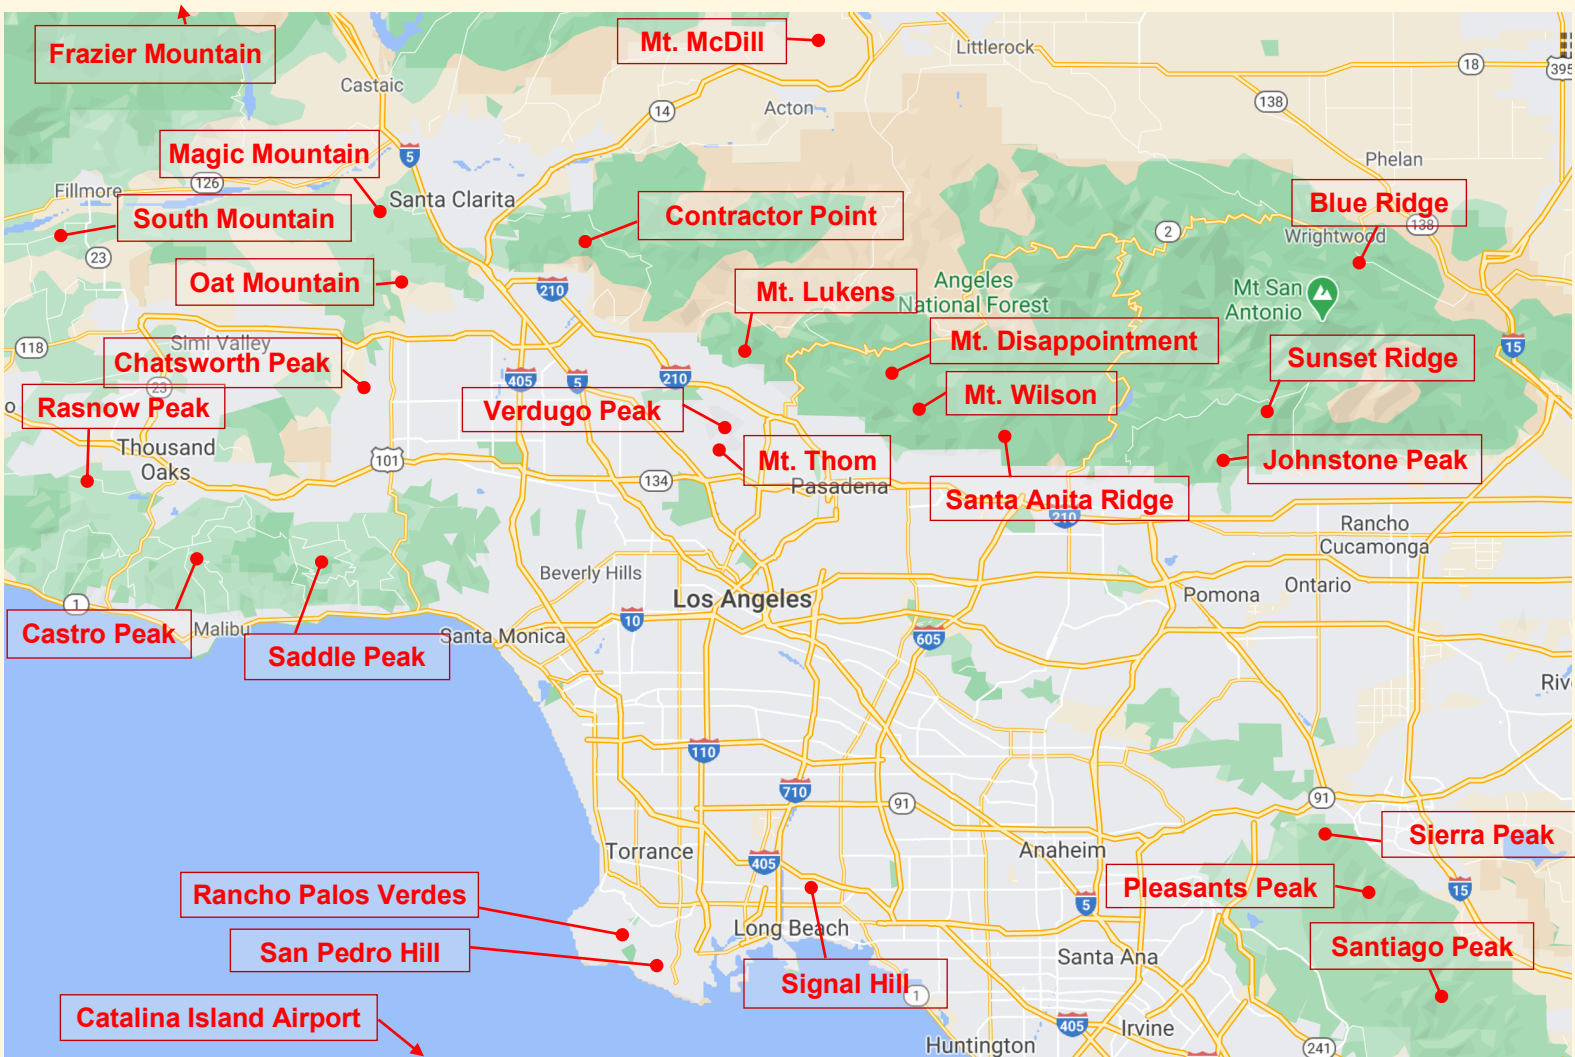 Frazier Mountain
Mt. McDill
Littlerock
18
395
Castaic
14
Acton
138
Magic Mountain
5
Phelan
Fillmore
126
Santa Clarita
Blue Ridge
South Mountain
Contractor Point
138
2
Wrightwood
23
Oat Mountain
210
Mt. Lukens
Angeles
National Forest
Mt San
Antonio
118
Simi Valley
Mt. Disappointment
15
Chatsworth Peak
Sunset Ridge
405
5
210
23
o
Rasnow Peak
Verdugo Peak
Mt. Wilson
Thousand
Oaks
101
Mt. Thom
Johnstone Peak
134
Pasadena
Santa Anita Ridge
210
Rancho
Cucamonga
Beverly Hills
Los Angeles
Pomona
Ontario
1
10
Castro Peak
Malibu
Santa Monica
605
Saddle Peak
Riv
110
710
91
91
Sierra Peak
Torrance
405
Anaheim
Rancho Palos Verdes
Pleasants Peak
15
5
Long Beach
San Pedro Hill
Santa Ana
Santiago Peak
Signal Hill
1
Catalina Island Airport
405
Irvine
Huntington
241